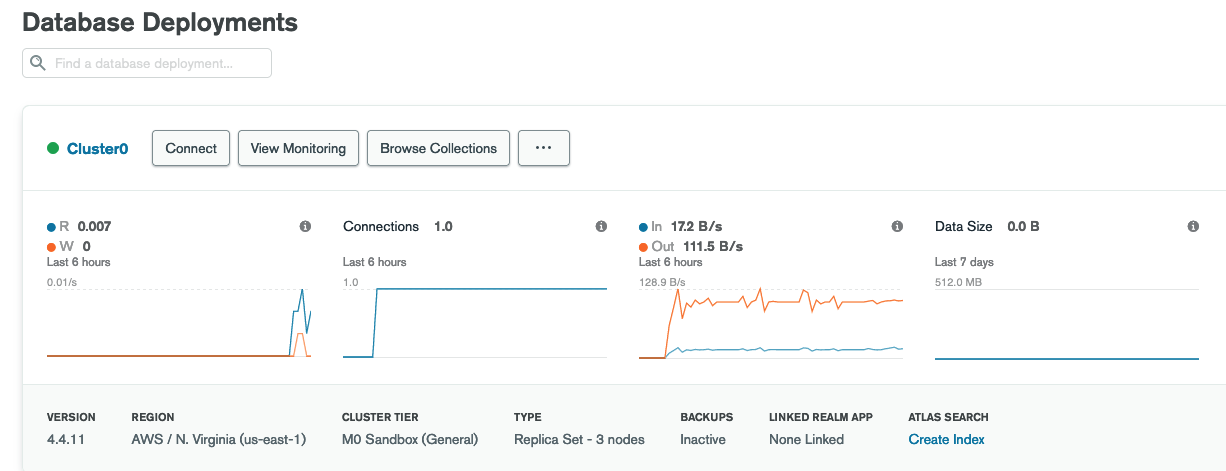 Database Deployments
Find a database deployment...
Cluster0 Connect View Monitoring Browse Collections ...
R 0.007
W 0
Last 6 hours
0.01/s
Connections 1.0
Last 6 hours
1.0
In 17.2 B/s
Out 111.5 B/s
Last 6 hours
128.9 B/s
Data Size 0.0 B
Last 7 days
512.0 MB
VERSION
4.4.11
REGION
AWS / N. Virginia (us-east-1)
CLUSTER TIER
M0 Sandbox (General)
TYPE
Replica Set - 3 nodes
BACKUPS
Inactive
LINKED REALM APP
None Linked
ATLAS SEARCH
Create Index